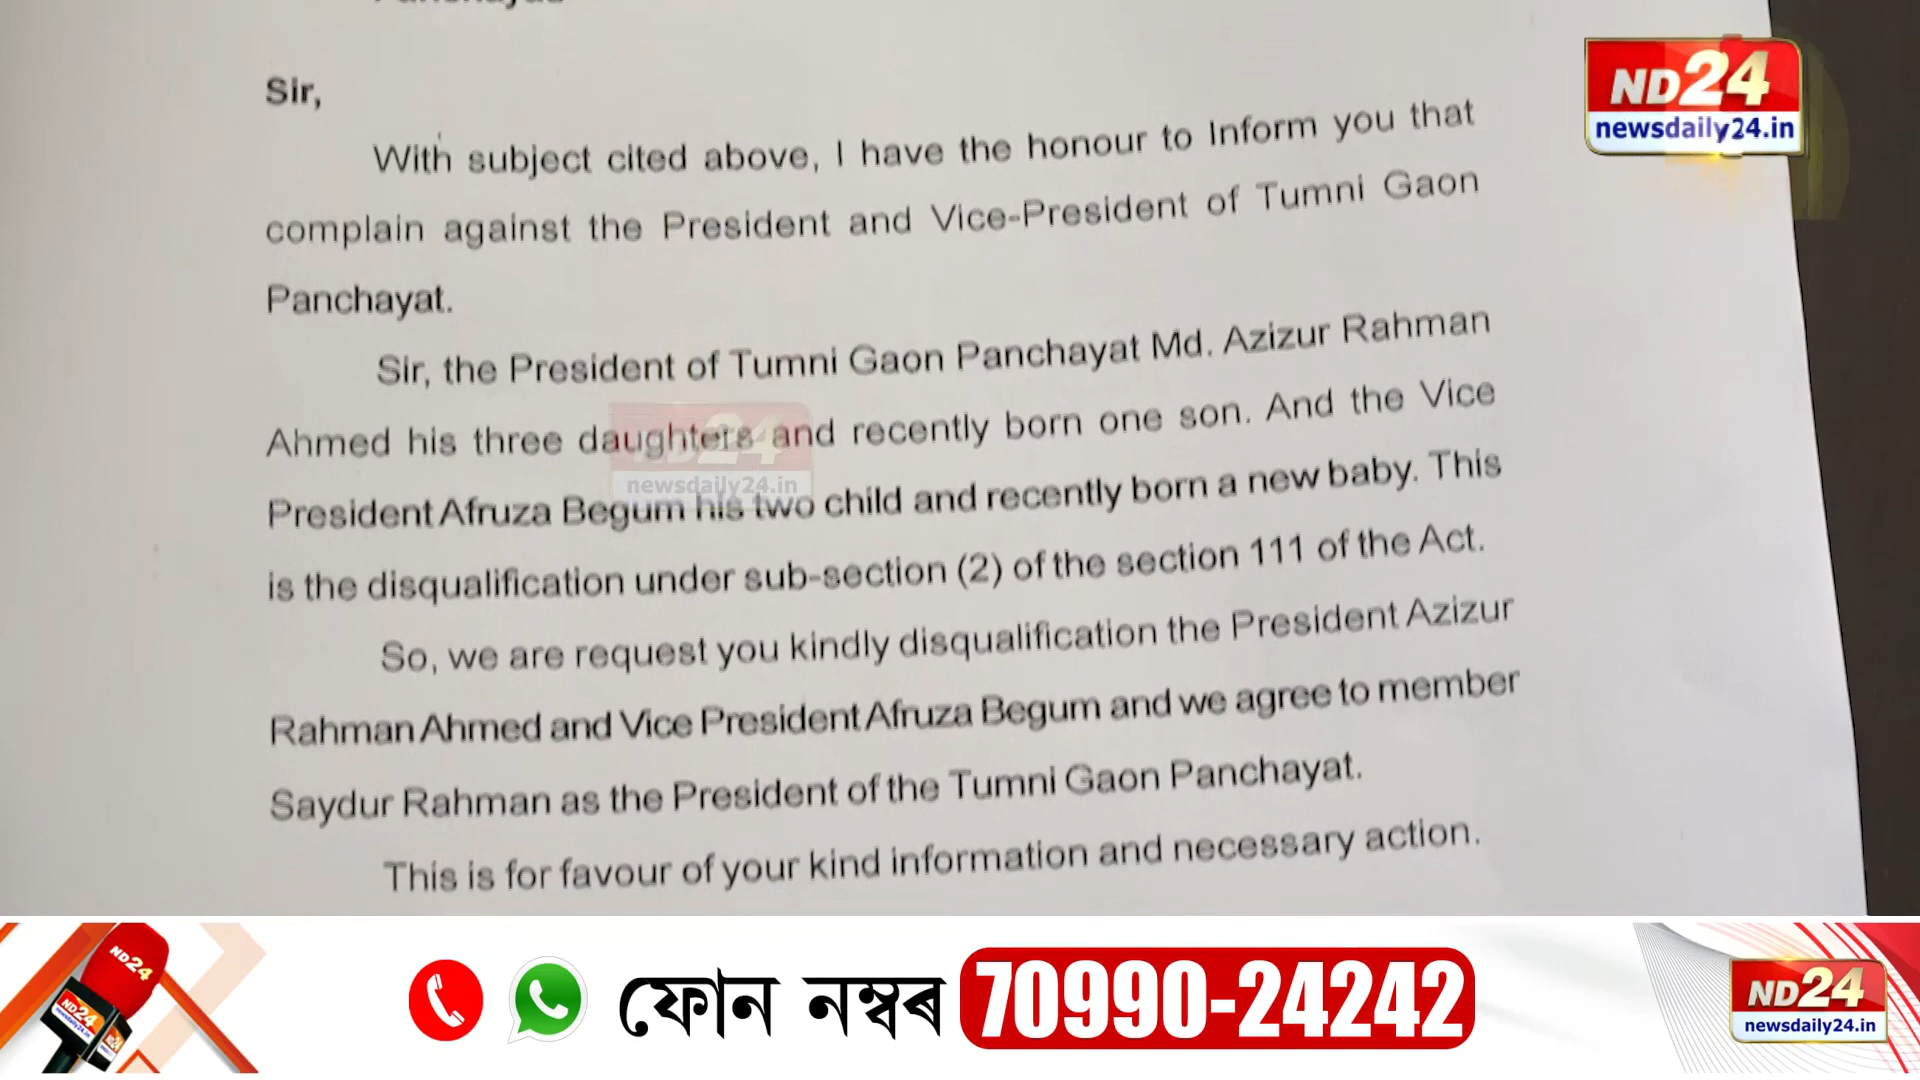 Sir,
With subject cited above, I have the honour to Inform you that
complain against the President and Vice-President of Tumni Gaon
Panchayat.
Sir, the President of Tumni Gaon Panchayat Md. Azizur Rahman
Ahmed his three daughters and recently born one son. And the Vice
President Afruza Begum his two child and recently born a new baby. This
is the disqualification under sub-section (2) of the section 111 of the Act.
So, we are request you kindly disqualification the President Azizur
Rahman Ahmed and Vice President Afruza Begum and we agree to member
Saydur Rahman as the President of the Tumni Gaon Panchayat.
This is for favour of your kind information and necessary action.
ND24
newsdaily24.in
ND24
newsdaily24.in
ND24
ND24
ফোন নম্বৰ 70990-24242
ND24
newsdaily24.in